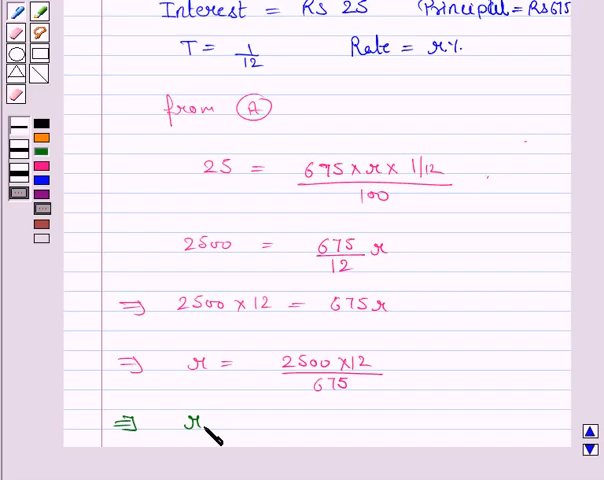 Interest = Rs 25 (Principal = Rs 675
T = 1/12 Rate = r%.
from (A)
25 = 675 × r × 1/12 / 100
2500 = 675/12 r
⇒ 2500 × 12 = 675r
⇒ r = 2500 × 12 / 675
⇒ r